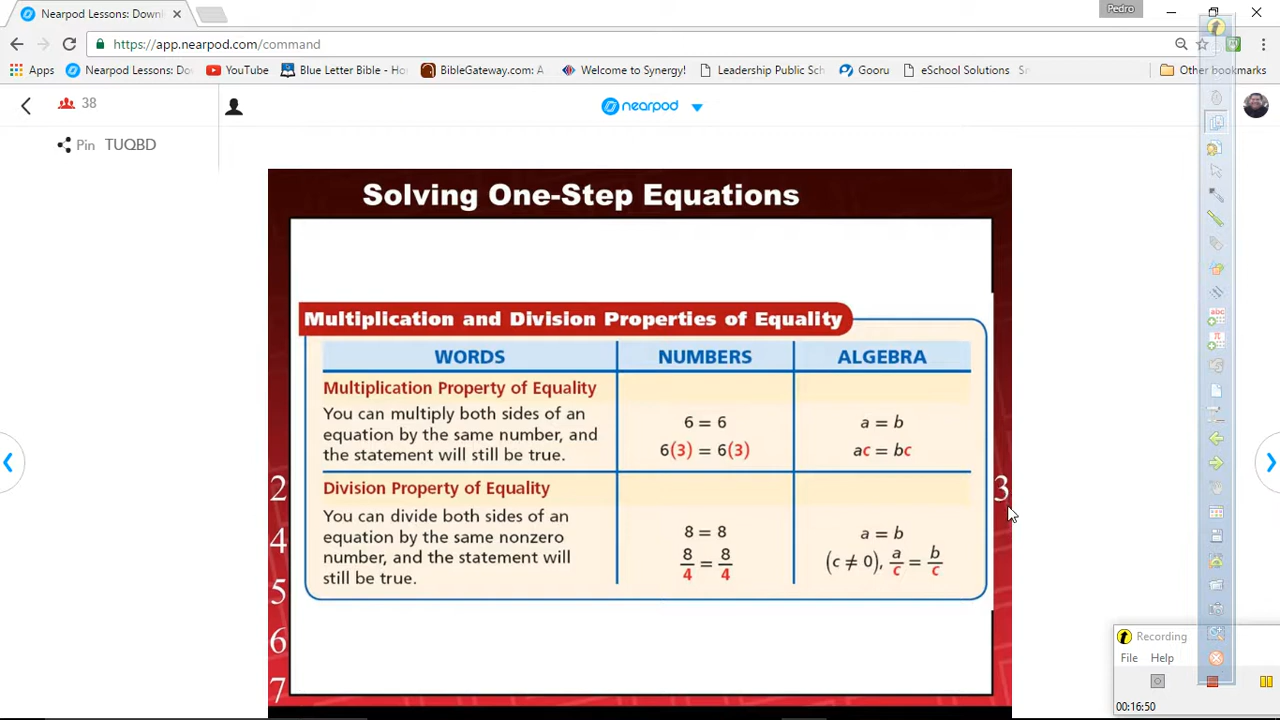 Nearpod Lessons: Downl
Pedro
https://app.nearpod.com/command
Apps Nearpod Lessons: Do YouTube Blue Letter Bible - Ho BibleGateway.com: A Welcome to Synergy! Leadership Public Sch Gooru eSchool Solutions Other bookmarks
38
nearpod
Pin TUQBD
Solving One-Step Equations
Multiplication and Division Properties of Equality
WORDS NUMBERS ALGEBRA
Multiplication Property of Equality
You can multiply both sides of an
equation by the same number, and
the statement will still be true.
6 = 6
6(3) = 6(3)
a = b
ac = bc
Division Property of Equality
You can divide both sides of an
equation by the same nonzero
number, and the statement will
still be true.
8 = 8
8/4 = 8/4
a = b
(c ≠ 0), a/c = b/c
2
4
5
6
7
3
abc
π
Recording
File Help
00:16:50